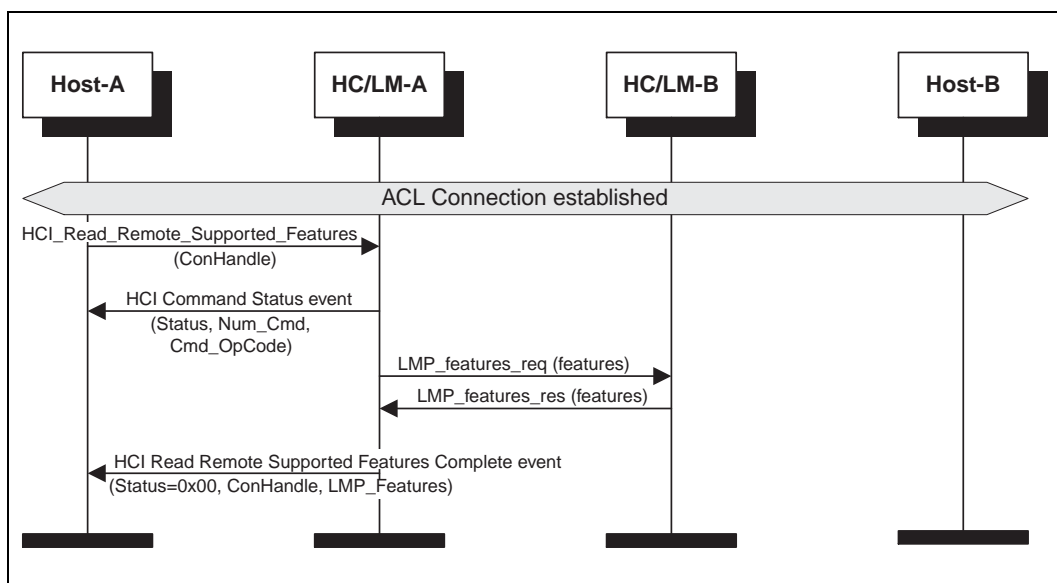 Host-A
HC/LM-A
HC/LM-B
Host-B
ACL Connection established
HCI_Read_Remote_Supported_Features
(ConHandle)
HCI Command Status event
(Status, Num_Cmd,
Cmd_OpCode)
LMP_features_req (features)
LMP_features_res (features)
HCI Read Remote Supported Features Complete event
(Status=0x00, ConHandle, LMP_Features)